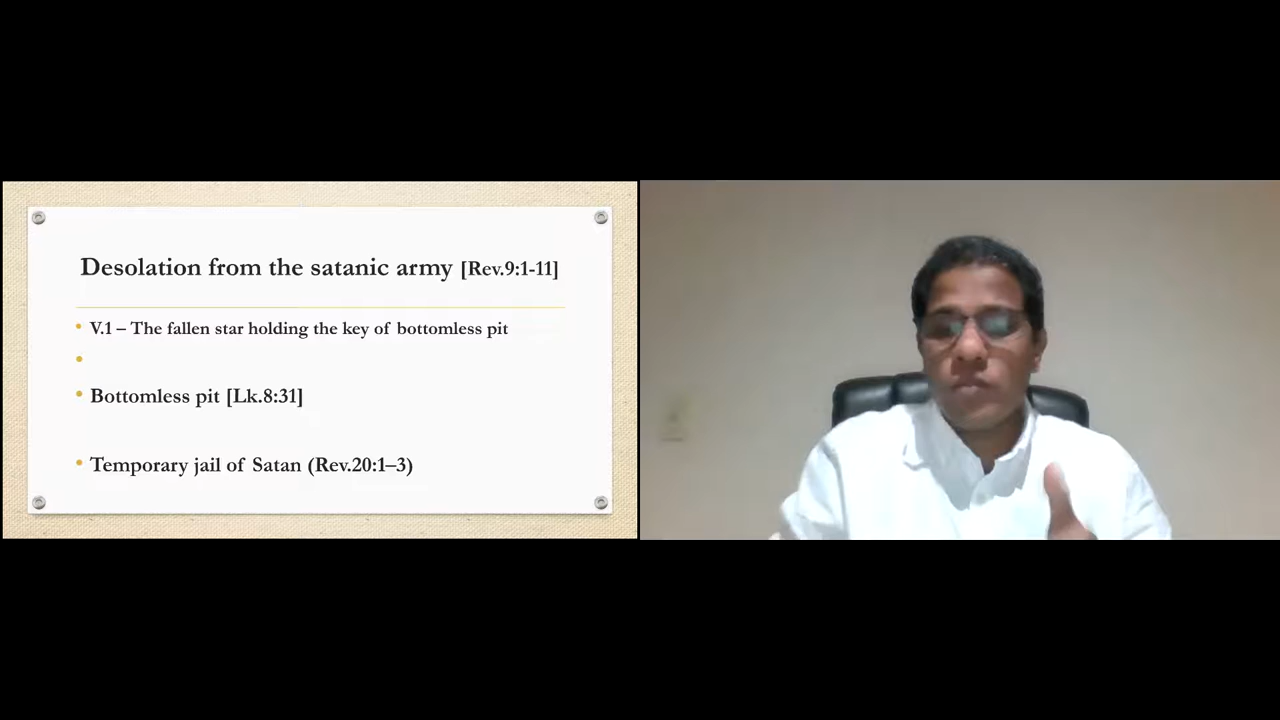 Desolation from the satanic army [Rev.9:1-11]
V.1 – The fallen star holding the key of bottomless pit
Bottomless pit [Lk.8:31]
Temporary jail of Satan (Rev.20:1–3)